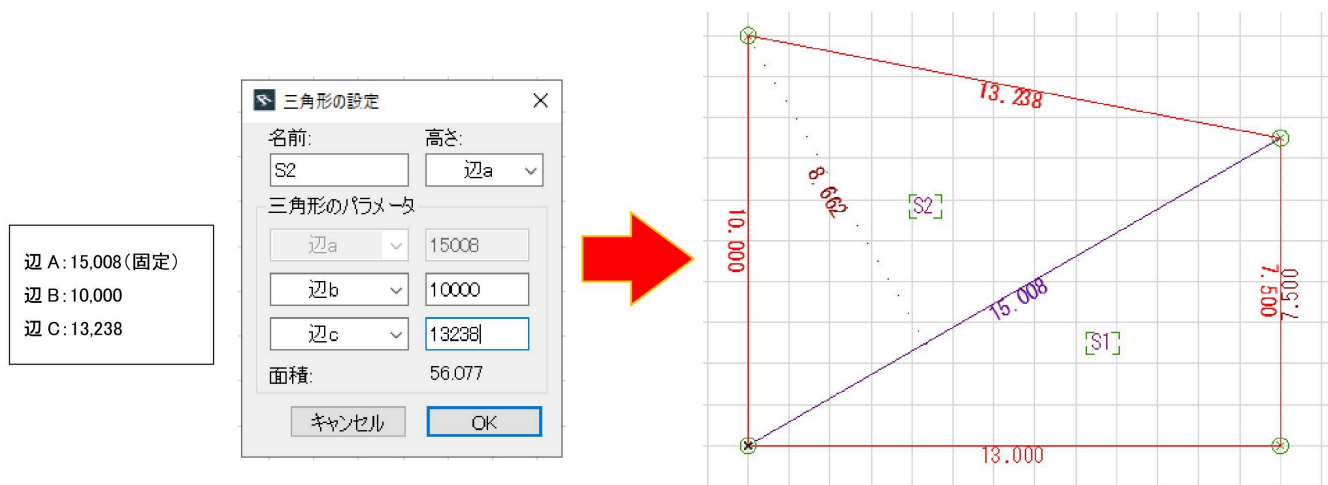 辺 A:15,008(固定)
辺 B:10,000
辺 C:13,238
三角形の設定
名前:
高さ:
S2
辺a
三角形のパラメータ
辺a
15008
辺b
10000
辺c
13238
面積:
56.077
キャンセル
OK
13.238
8.662
S2
10.000
15.008
7.500
7.500
S1
13.000